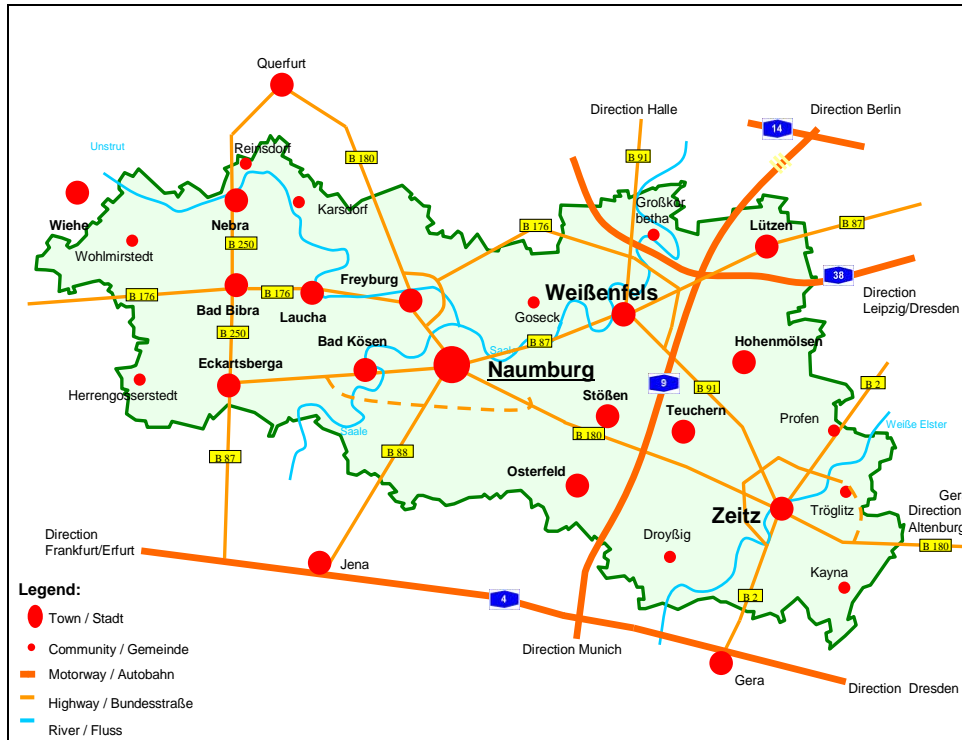 Querfurt
Direction Halle
Direction Berlin
14
Unstrut
Reinsdorf
B 180
B 91
Wiehe
Nebra
Karsdorf
Großkor
betha
Lützen
B 87
B 176
Wohlmirstedt
B 250
Freyburg
38
B 176
B 176
Bad Bibra
Laucha
Goseck
Weißenfels
Direction
Leipzig/Dresden
B 250
Bad Kösen
Saale
B 87
Hohenmölsen
Eckartsberga
Naumburg
9
B 91
B 2
Herrengosserstedt
Stößen
Teuchern
Profen
Weiße Elster
Saale
B 180
B 87
B 88
Osterfeld
Zeitz
Tröglitz
Ger
Direction
Altenburg
B 180
Direction
Frankfurt/Erfurt
Jena
Droyßig
Kayna
Legend:
4
B 2
Town / Stadt
Community / Gemeinde
Direction Munich
Motorway / Autobahn
Gera
Direction Dresden
Highway / Bundesstraße
River / Fluss